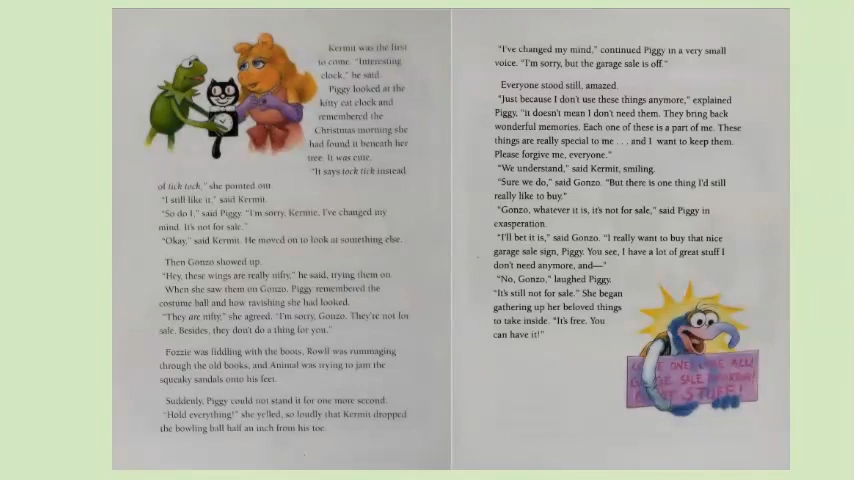 Kermit was the first
to come. "Interesting
clock," he said.
Piggy looked at the
kitty cat clock and
remembered the
Christmas morning she
had found it beneath her
tree. It was cute.
"It says tock tick instead
of tick tock," she pointed out.
"I still like it," said Kermit.
"So do I," said Piggy. "I'm sorry, Kermie. I've changed my
mind. It's not for sale."
"Okay," said Kermit. He moved on to look at something else.
Then Gonzo showed up.
"Hey, these wings are really nifty," he said, trying them on.
When she saw them on Gonzo, Piggy remembered the
costume ball and how ravishing she had looked.
"They are nifty," she agreed. "I'm sorry, Gonzo. They're not for
sale. Besides, they don't do a thing for you."
Fozzie was fiddling with the boots, Rowlf was rummaging
through the old books, and Animal was trying to jam the
squeaky sandals onto his feet.
Suddenly, Piggy could not stand it for one more second.
"Hold everything!" she yelled, so loudly that Kermit dropped
the bowling ball half an inch from his toe.
"I've changed my mind," continued Piggy in a very small
voice. "I'm sorry, but the garage sale is off."
Everyone stood still, amazed.
"Just because I don't use these things anymore," explained
Piggy, "it doesn't mean I don't need them. They bring back
wonderful memories. Each one of these is a part of me. These
things are really special to me . . . and I want to keep them.
Please forgive me, everyone."
"We understand," said Kermit, smiling.
"Sure we do," said Gonzo. "But there is one thing I'd still
really like to buy."
"Gonzo, whatever it is, it's not for sale," said Piggy in
exasperation.
"I'll bet it is," said Gonzo. "I really want to buy that nice
garage sale sign, Piggy. You see, I have a lot of great stuff I
don't need anymore, and—"
"No, Gonzo," laughed Piggy.
"It's still not for sale." She began
gathering up her beloved things
to take inside. "It's free. You
can have it!"
ALL!
SALE
STUFF!